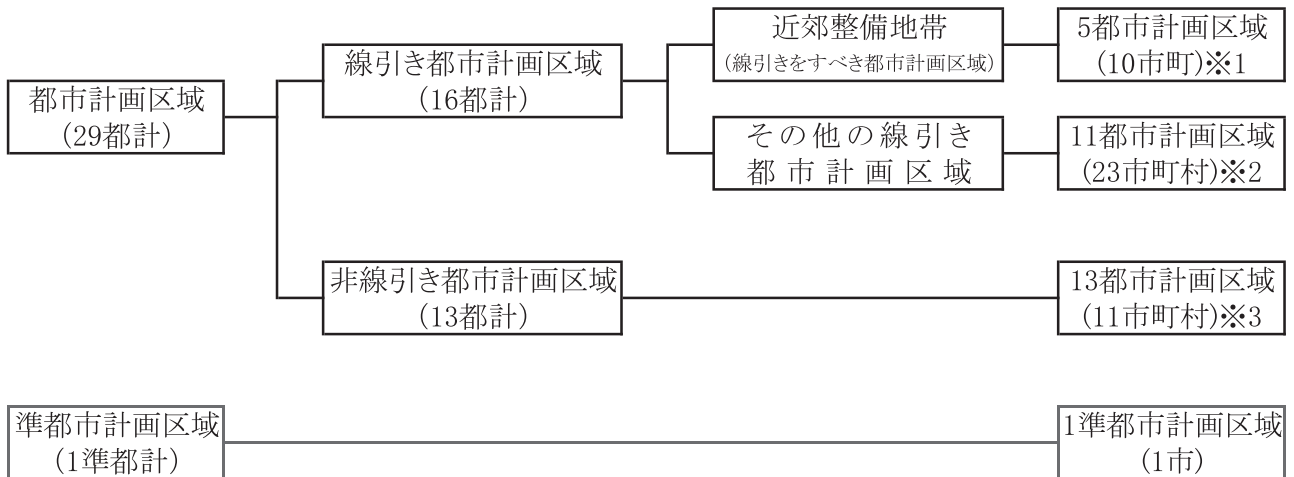 都市計画区域
(29都計)
線引き都市計画区域
(16都計)
近郊整備地帯
(線引きをすべき都市計画区域)
5都市計画区域
(10市町)※1
その他の線引き
都市計画区域
11都市計画区域
(23市町村)※2
非線引き都市計画区域
(13都計)
13都市計画区域
(11市町村)※3
準都市計画区域
(1準都計)
1準都市計画区域
(1市)